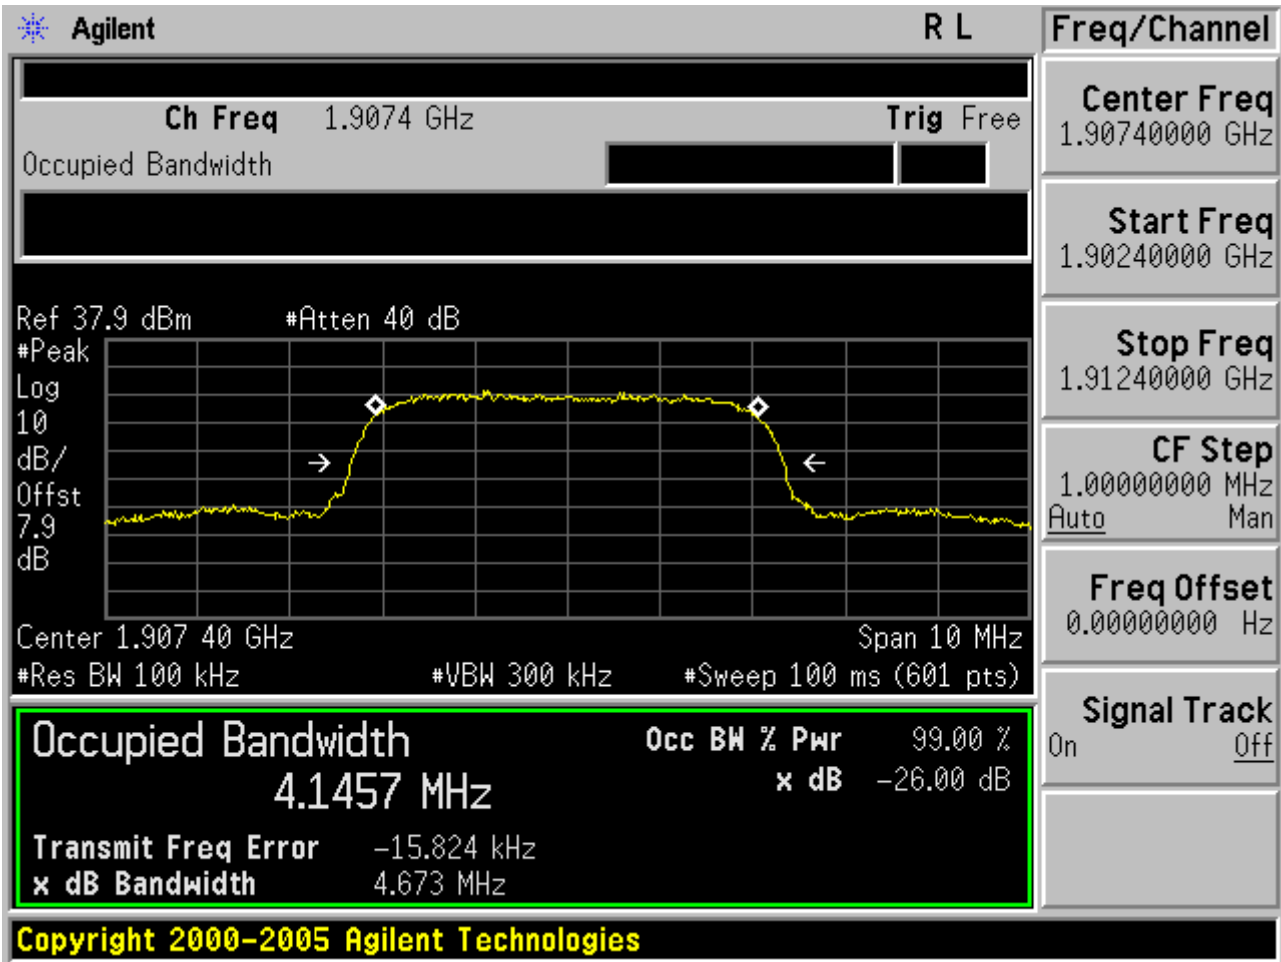 Agilent R L
Ch Freq 1.9074 GHz Trig Free
Occupied Bandwidth
Ref 37.9 dBm #Atten 40 dB
#Peak
Log
10
dB/
Offst
7.9
dB
Center 1.907 40 GHz Span 10 MHz
#Res BW 100 kHz #VBW 300 kHz #Sweep 100 ms (601 pts)
Occupied Bandwidth
4.1457 MHz
Occ BW % Pwr 99.00 %
x dB -26.00 dB
Transmit Freq Error -15.824 kHz
x dB Bandwidth 4.673 MHz
Copyright 2000-2005 Agilent Technologies
Freq/Channel
Center Freq
1.90740000 GHz
Start Freq
1.90240000 GHz
Stop Freq
1.91240000 GHz
CF Step
1.00000000 MHz
Auto Man
Freq Offset
0.00000000 Hz
Signal Track
On Off